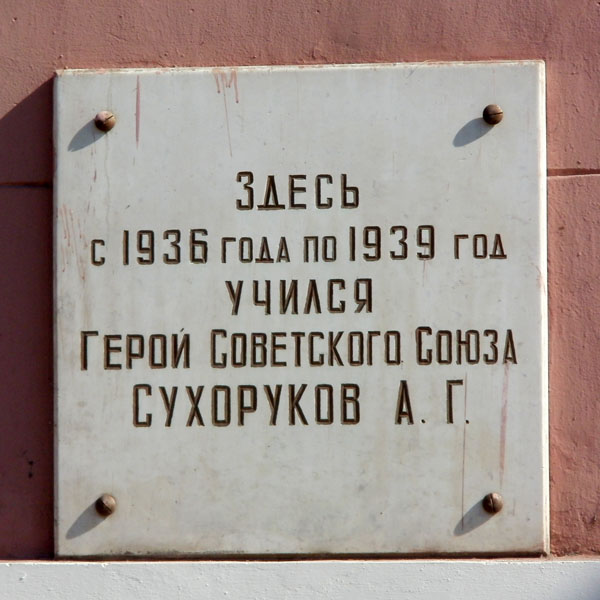 Здесь
с 1936 года по 1939 год
учился
Герой Советского Союза
Сухоруков А. Г.